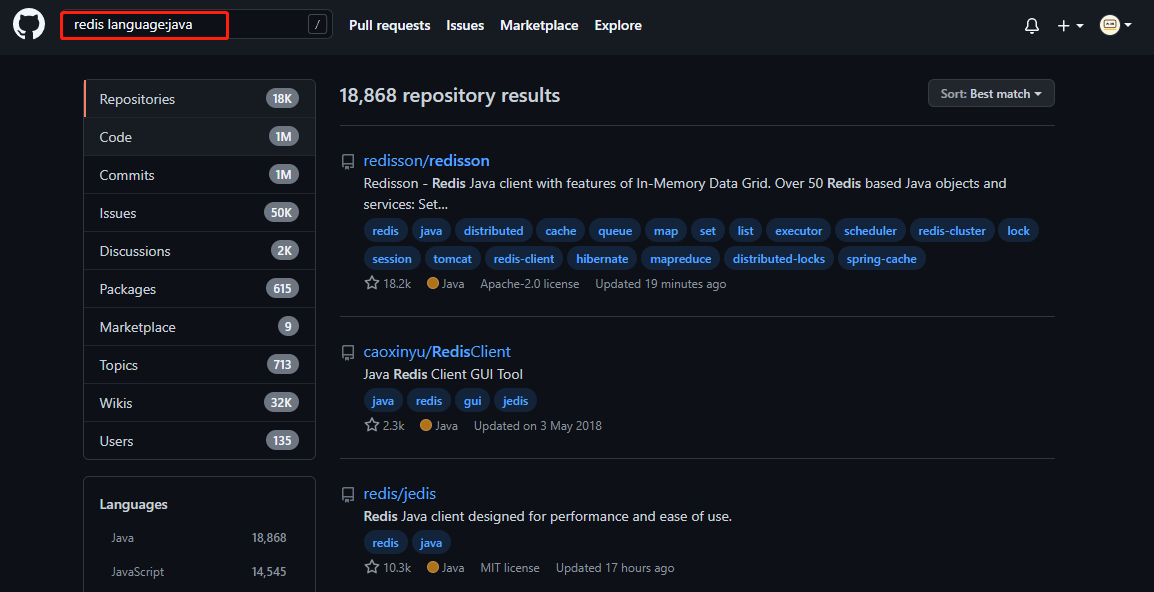 redis language:java / Pull requests Issues Marketplace Explore
Repositories 18K
Code 1M
Commits 1M
Issues 50K
Discussions 2K
Packages 615
Marketplace 9
Topics 713
Wikis 32K
Users 135
Languages
Java 18,868
JavaScript 14,545
18,868 repository results Sort: Best match
redisson/redisson
Redisson - Redis Java client with features of In-Memory Data Grid. Over 50 Redis based Java objects and
services: Set...
redis java distributed cache queue map set list executor scheduler redis-cluster lock
session tomcat redis-client hibernate mapreduce distributed-locks spring-cache
18.2k Java Apache-2.0 license Updated 19 minutes ago
caoxinyu/RedisClient
Java Redis Client GUI Tool
java redis gui jedis
2.3k Java Updated on 3 May 2018
redis/jedis
Redis Java client designed for performance and ease of use.
redis java
10.3k Java MIT license Updated 17 hours ago